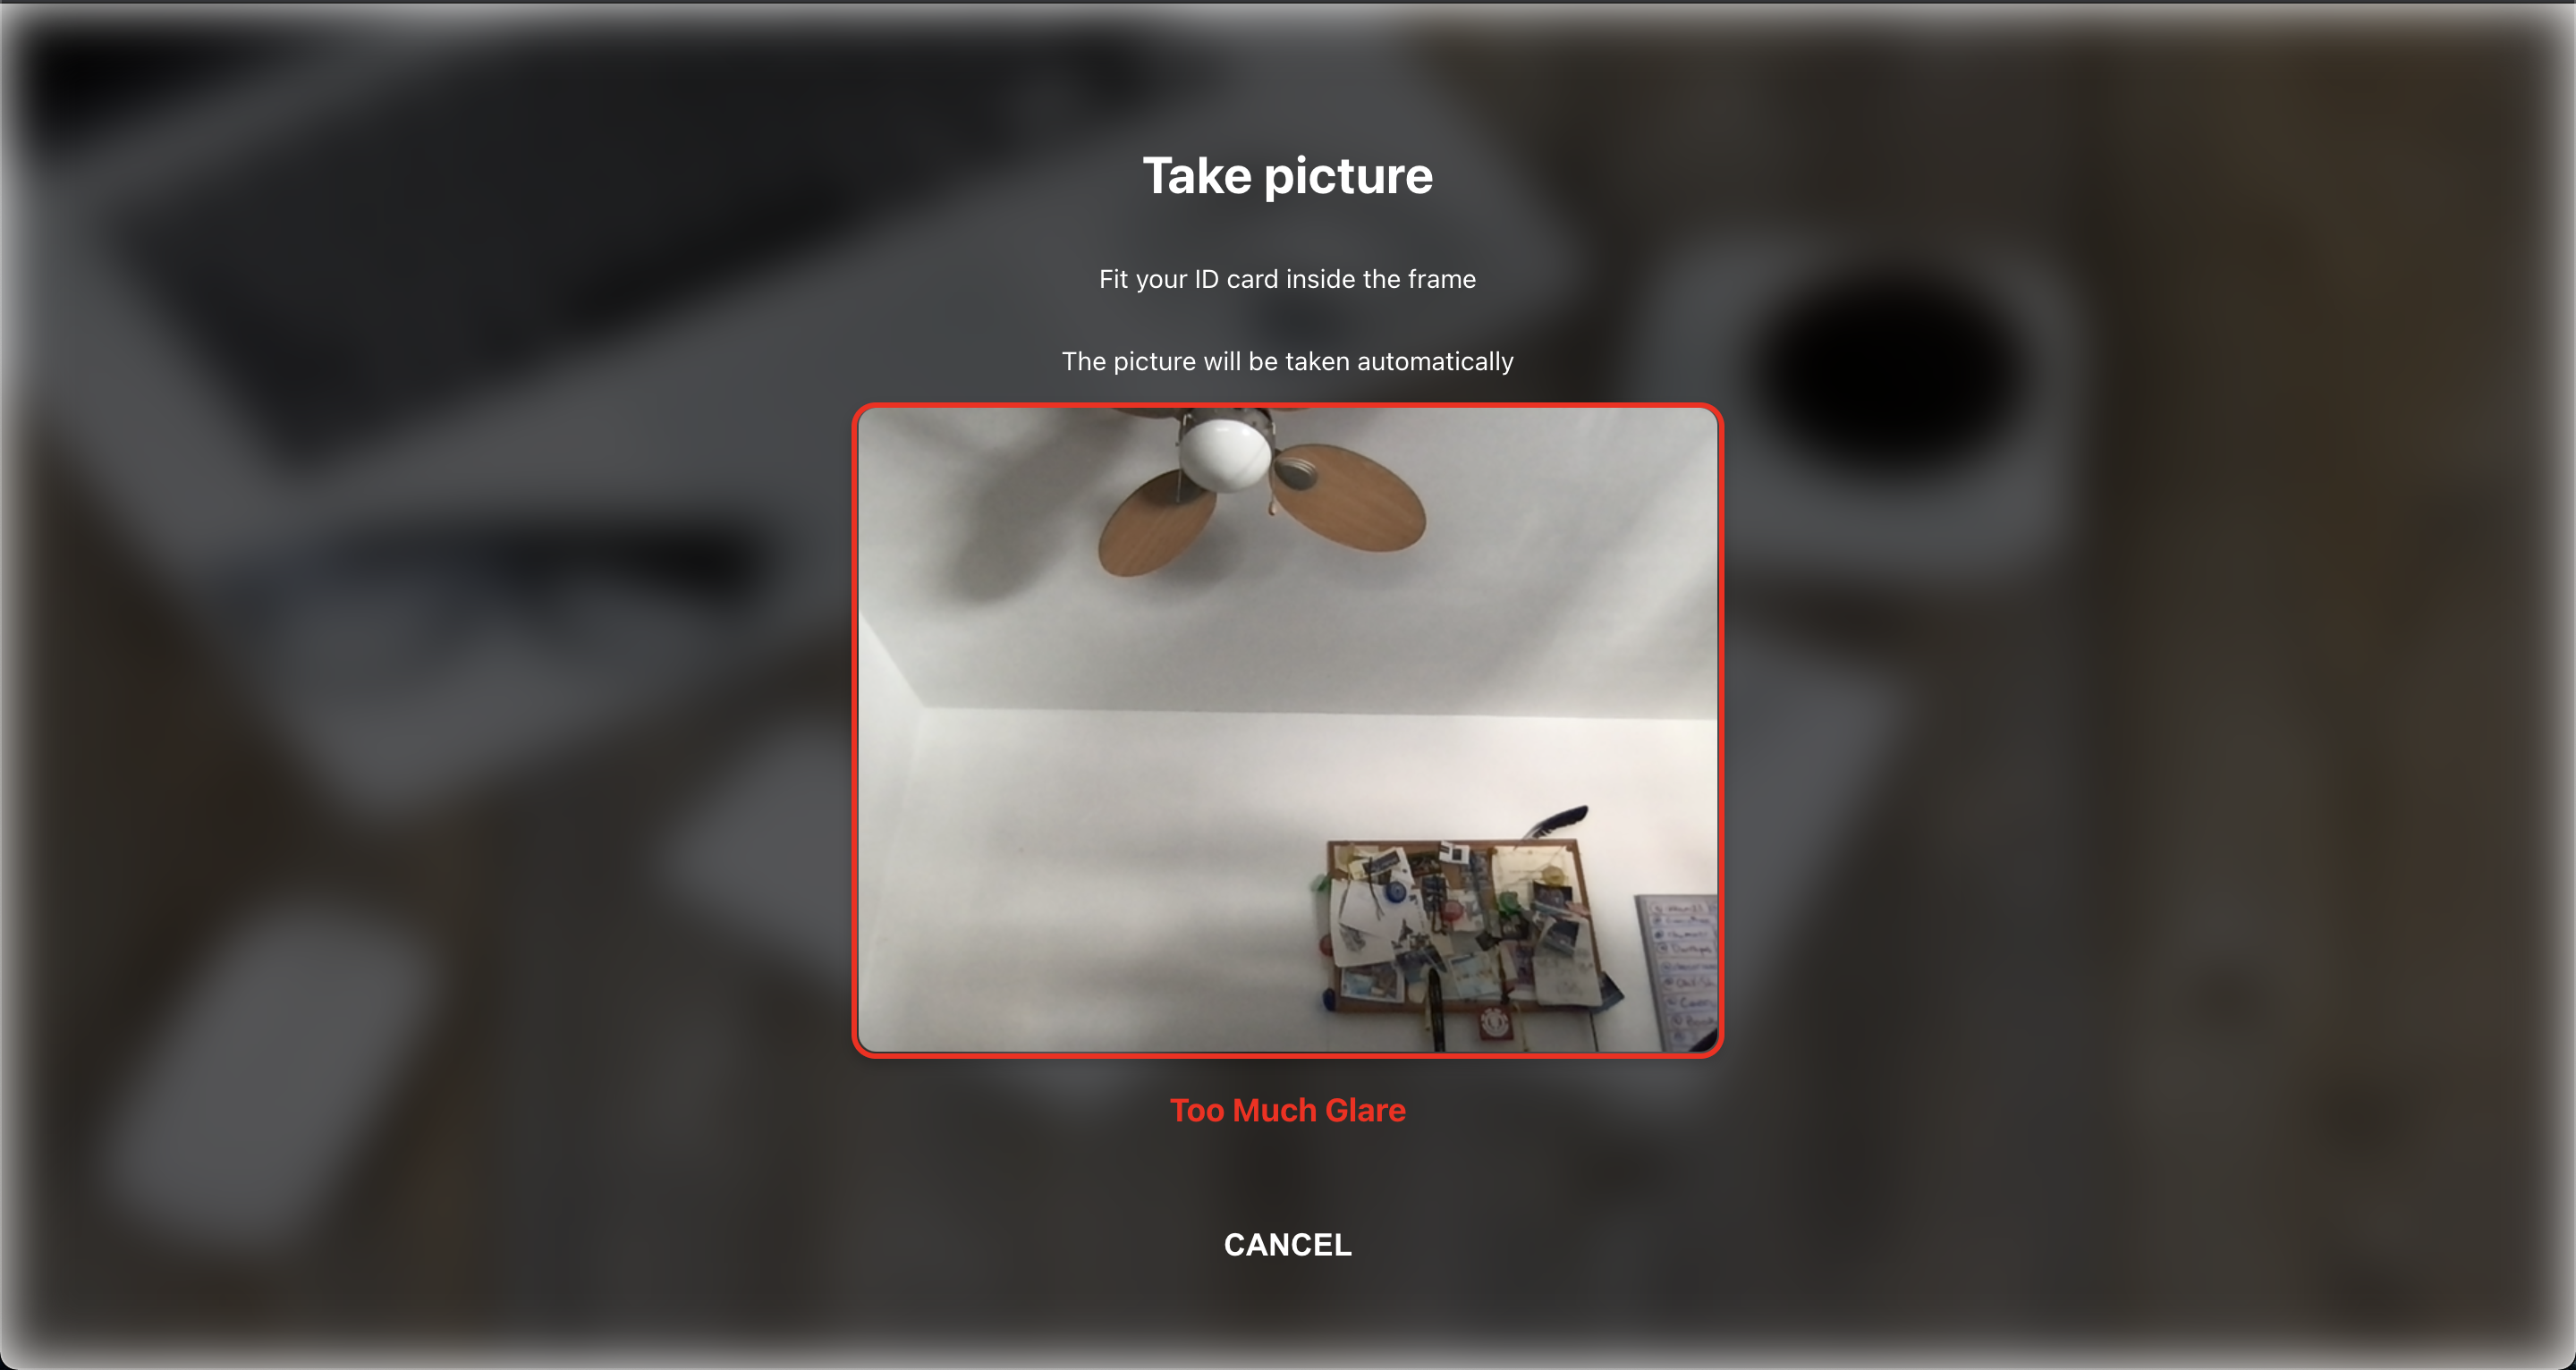 Take picture
Fit your ID card inside the frame
The picture will be taken automatically
Too Much Glare
CANCEL